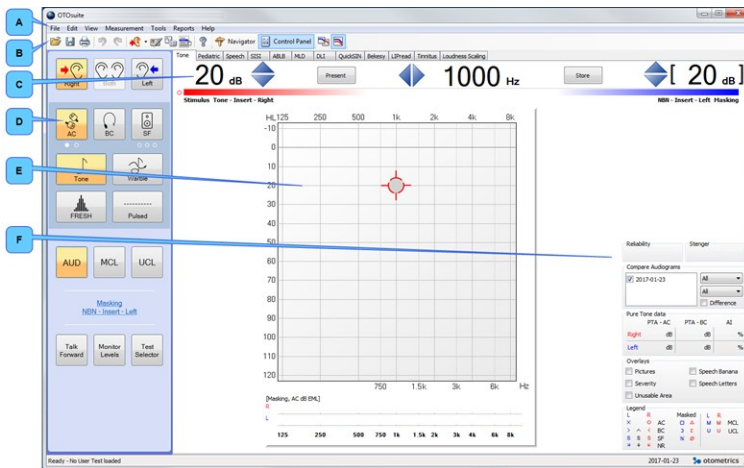 OTOsuite
A
File Edit View Measurement Tools Reports Help
B
Navigator Control Panel
Tone Pediatric Speech SISI ABLB MLD DLI QuickSIN Bekesy LIPread Tinnitus Loudness Scaling
C
Right Both Left
20 dB Present 1000 Hz Store [ 20 dB ]
Stimulus Tone - Insert - Right NBN - Insert - Left Masking
D
AC BC SF
E
Tone Warble
FRESH Pulsed
F
AUD MCL UCL
Masking
NBN - Insert - Left
Talk Forward Monitor Levels Test Selector
HL 125 250 500 1k 2k 4k 8k
-10
0
10
20
30
40
50
60
70
80
90
100
110
120
750 1.5k 3k 6k Hz
[Masking, AC dB EML]
R
L
125 250 500 750 1k 1.5k 2k 3k 4k 6k 8k
Reliability Stenger
Compare Audiograms
2017-01-23 All
All
Difference
Pure Tone data
PTA - AC PTA - BC AI
Right dB dB %
Left dB dB %
Overlays
Pictures Speech Banana
Severity Speech Letters
Unusable Area
Legend
L R Masked L R
AC MCL
BC UCL
SF
NR
Ready - No User Test loaded 2017-01-23 otometrics